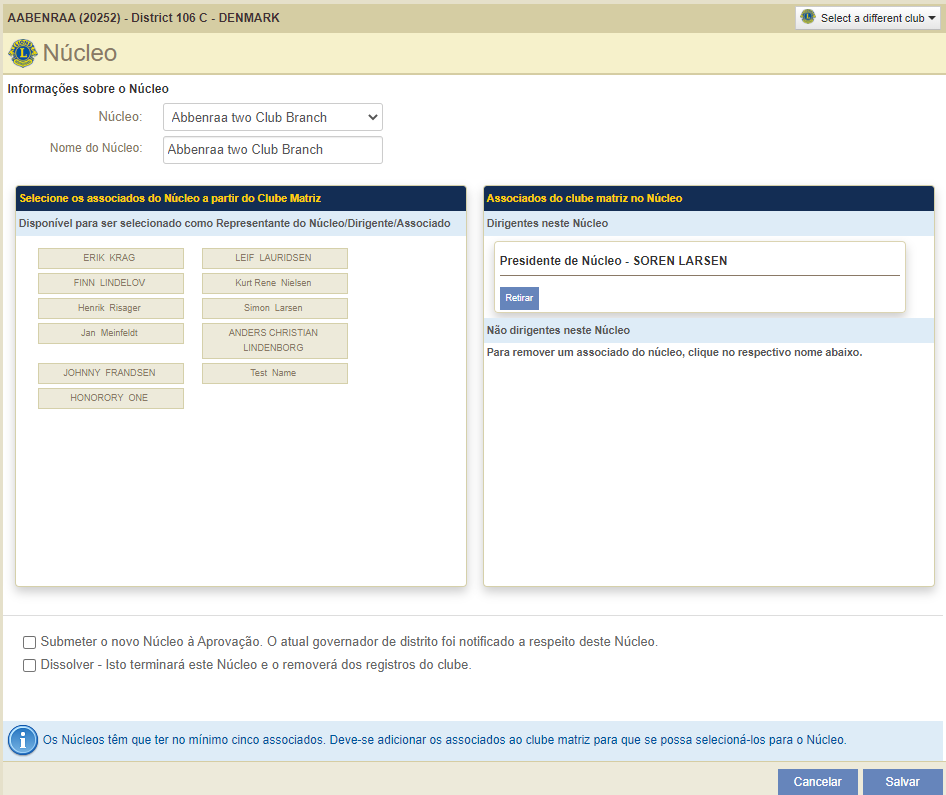 AABENRAA (20252) - District 106 C - DENMARK
Select a different club
Núcleo
Informações sobre o Núcleo
Núcleo: Abbenraa two Club Branch
Nome do Núcleo: Abbenraa two Club Branch
Selecione os associados do Núcleo a partir do Clube Matriz
Disponível para ser selecionado como Representante do Núcleo/Dirigente/Associado
ERIK KRAG
LEIF LAURIDSEN
FINN LINDELOV
Kurt Rene Nielsen
Henrik Risager
Simon Larsen
Jan Meinfeldt
ANDERS CHRISTIAN
LINDENBORG
JOHNNY FRANDSEN
Test Name
HONORORY ONE
Associados do clube matriz no Núcleo
Dirigentes neste Núcleo
Presidente de Núcleo - SOREN LARSEN
Retirar
Não dirigentes neste Núcleo
Para remover um associado do núcleo, clique no respectivo nome abaixo.
Submeter o novo Núcleo à Aprovação. O atual governador de distrito foi notificado a respeito deste Núcleo.
Dissolver - Isto terminará este Núcleo e o removerá dos registros do clube.
Os Núcleos têm que ter no mínimo cinco associados. Deve-se adicionar os associados ao clube matriz para que se possa selecioná-los para o Núcleo.
Cancelar
Salvar